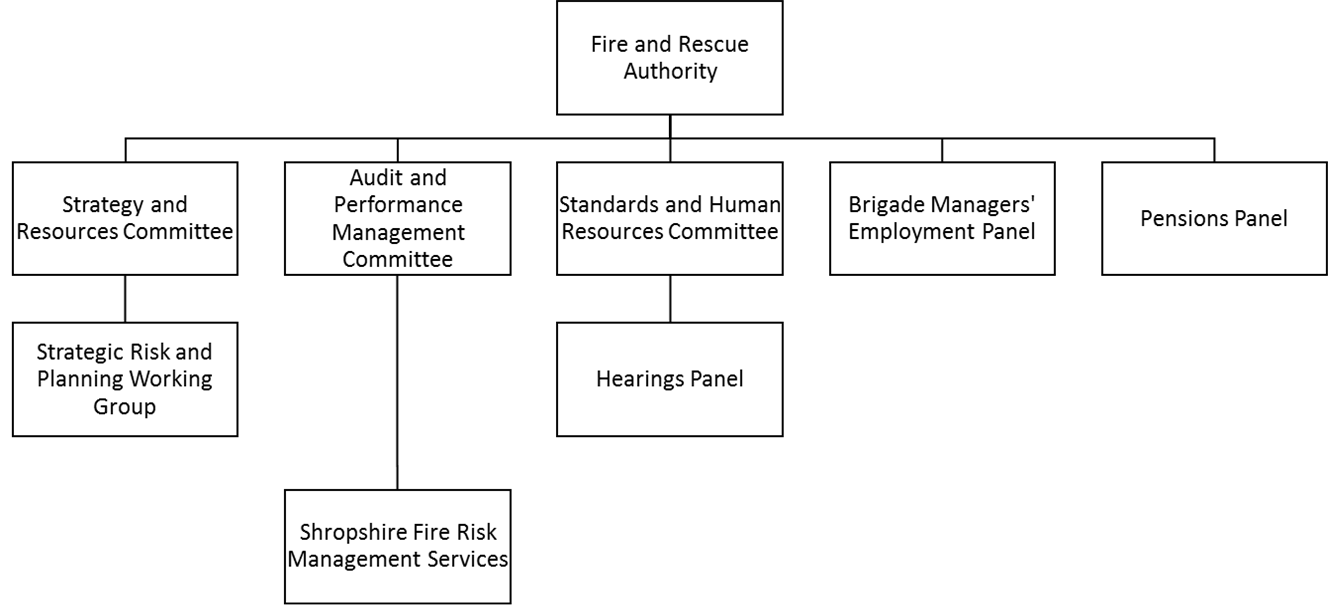 Fire and Rescue
Authority
Strategy and
Resources Committee
Audit and
Performance
Management
Committee
Standards and Human
Resources Committee
Brigade Managers'
Employment Panel
Pensions Panel
Strategic Risk and
Planning Working
Group
Hearings Panel
Shropshire Fire Risk
Management Services